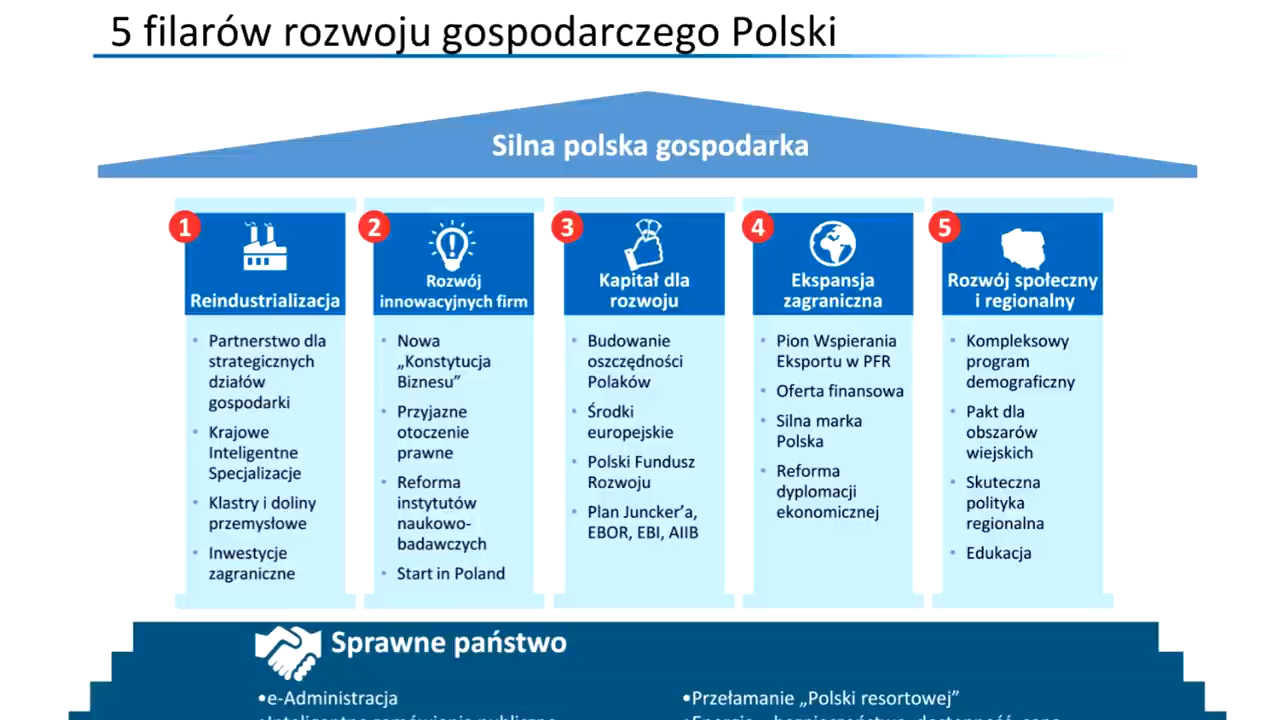 5 filarów rozwoju gospodarczego Polski
Silna polska gospodarka
1
Reindustrializacja
• Partnerstwo dla
strategicznych
działów
gospodarki
• Krajowe
Inteligentne
Specjalizacje
• Klastry i doliny
przemysłowe
• Inwestycje
zagraniczne
2
Rozwój
innowacyjnych firm
• Nowa
„Konstytucja
Biznesu”
• Przyjazne
otoczenie
prawne
• Reforma
instytutów
naukowo-
badawczych
• Start in Poland
3
Kapitał dla
rozwoju
• Budowanie
oszczędności
Polaków
• Środki
europejskie
• Polski Fundusz
Rozwoju
• Plan Juncker’a,
EBOR, EBI, AIIB
4
Ekspansja
zagraniczna
• Pion Wspierania
Eksportu w PFR
• Oferta finansowa
• Silna marka
Polska
• Reforma
dyplomacji
ekonomicznej
5
Rozwój społeczny
i regionalny
• Kompleksowy
program
demograficzny
• Pakt dla
obszarów
wiejskich
• Skuteczna
polityka
regionalna
• Edukacja
Sprawne państwo
•e-Administracja
•Przełamanie „Polski resortowej”